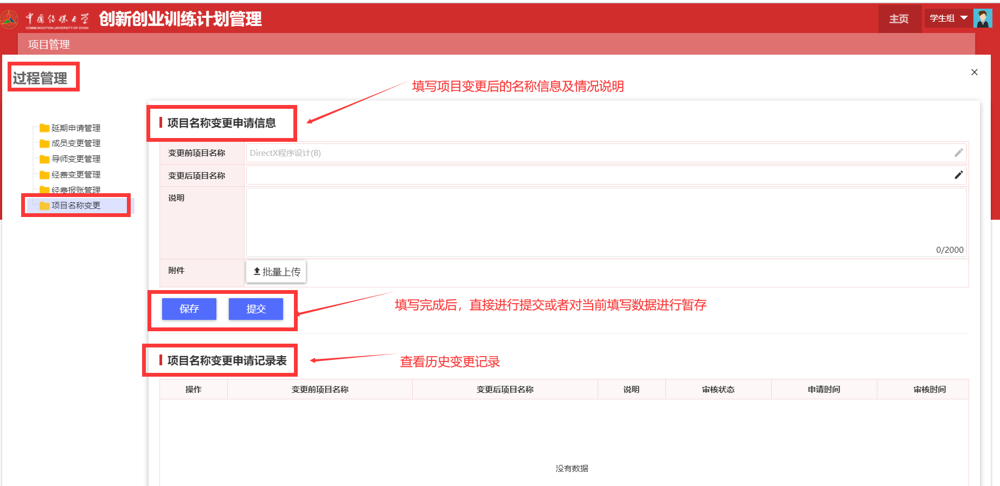 中国传媒大学
COMMUNICATION UNIVERSITY OF CHINA
创新创业训练计划管理
主页
学生组
项目管理
过程管理
填写项目变更后的名称信息及情况说明
延期申请管理
成员变更管理
导师变更管理
经费变更管理
经费报账管理
项目名称变更
项目名称变更申请信息
变更前项目名称 DirectX程序设计(B)
变更后项目名称
说明
0/2000
附件 批量上传
保存 提交
填写完成后，直接进行提交或者对当前填写数据进行暂存
项目名称变更申请记录表
查看历史变更记录
操作 变更前项目名称 变更后项目名称 说明 审核状态 申请时间 审核时间
没有数据